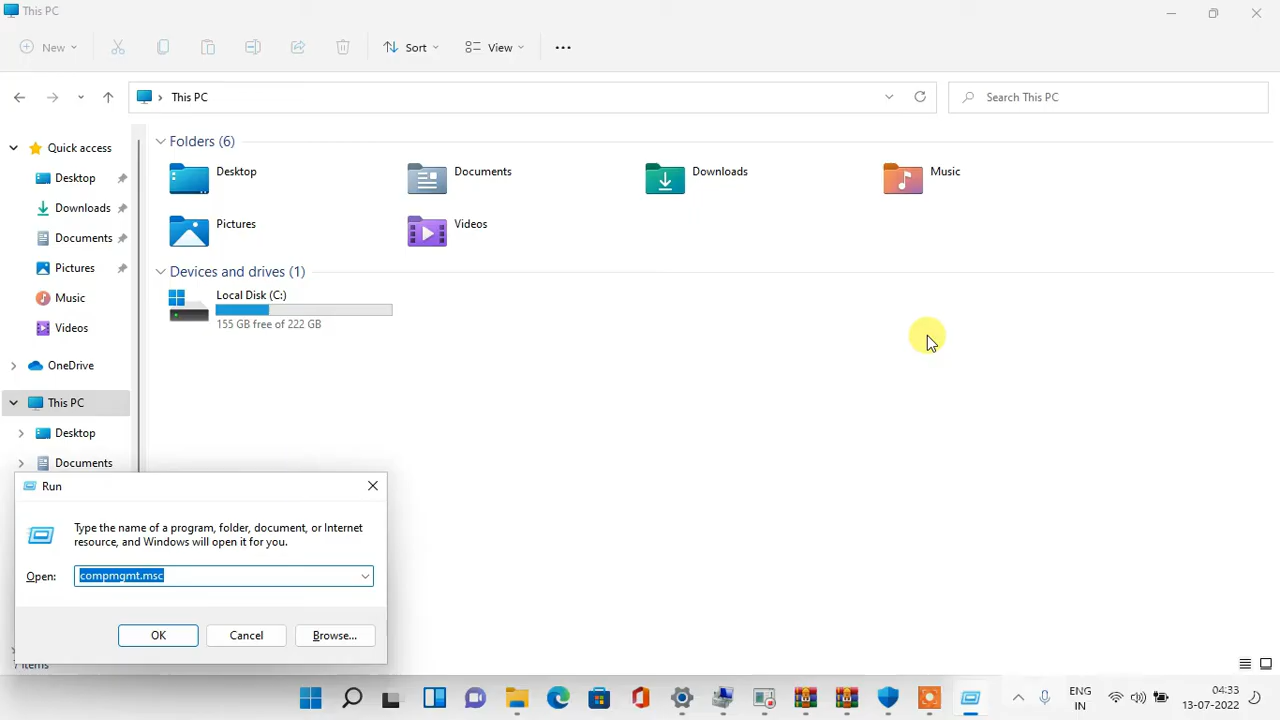 This PC
New
Sort
View
This PC
Search This PC
Quick access
Desktop
Downloads
Documents
Pictures
Music
Videos
OneDrive
This PC
Desktop
Documents
Folders (6)
Desktop
Documents
Downloads
Music
Pictures
Videos
Devices and drives (1)
Local Disk (C:)
155 GB free of 222 GB
Run
Type the name of a program, folder, document, or Internet
resource, and Windows will open it for you.
Open: compmgmt.msc
OK
Cancel
Browse...
7 items
ENG
IN
04:33
13-07-2022